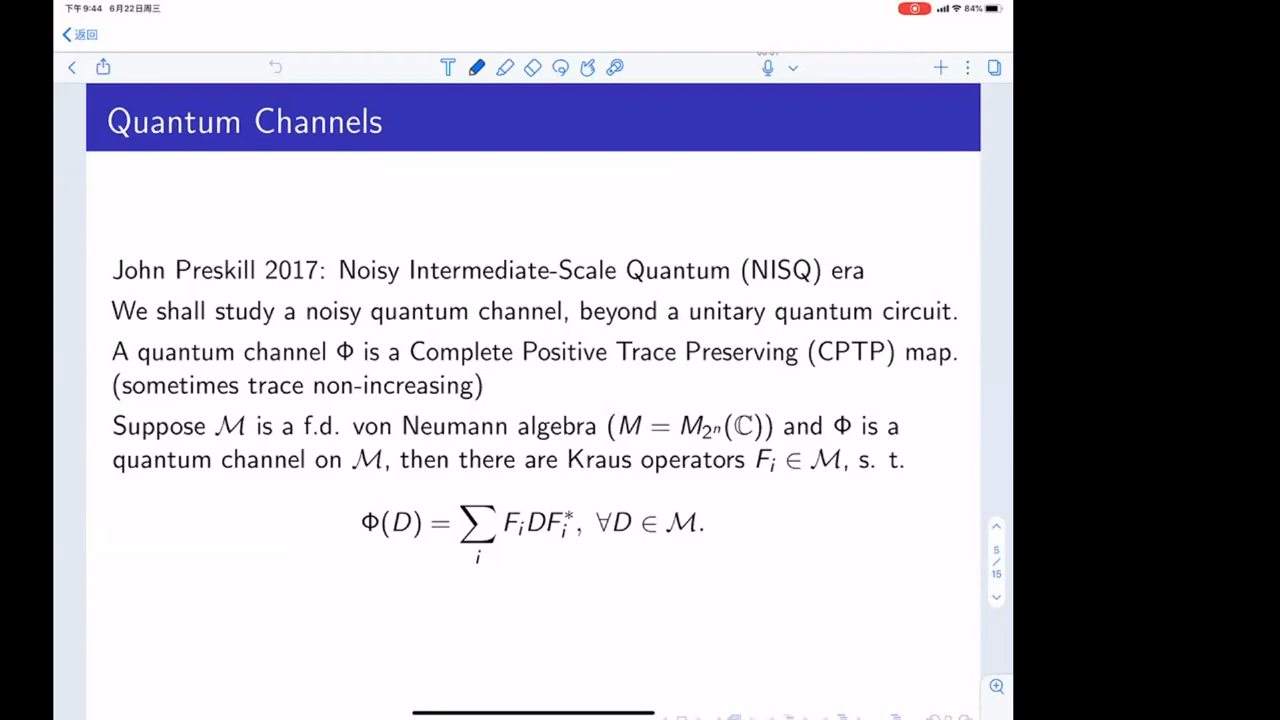 下午9:44 6月22日周三
84%
返回
Quantum Channels
John Preskill 2017: Noisy Intermediate-Scale Quantum (NISQ) era
We shall study a noisy quantum channel, beyond a unitary quantum circuit.
A quantum channel Φ is a Complete Positive Trace Preserving (CPTP) map.
(sometimes trace non-increasing)
Suppose ℳ is a f.d. von Neumann algebra (M = M_{2^n}(ℂ)) and Φ is a
quantum channel on ℳ, then there are Kraus operators F_i ∈ ℳ, s. t.
Φ(D) = ∑_i F_i D F_i^*, ∀D ∈ ℳ.
5
/
15